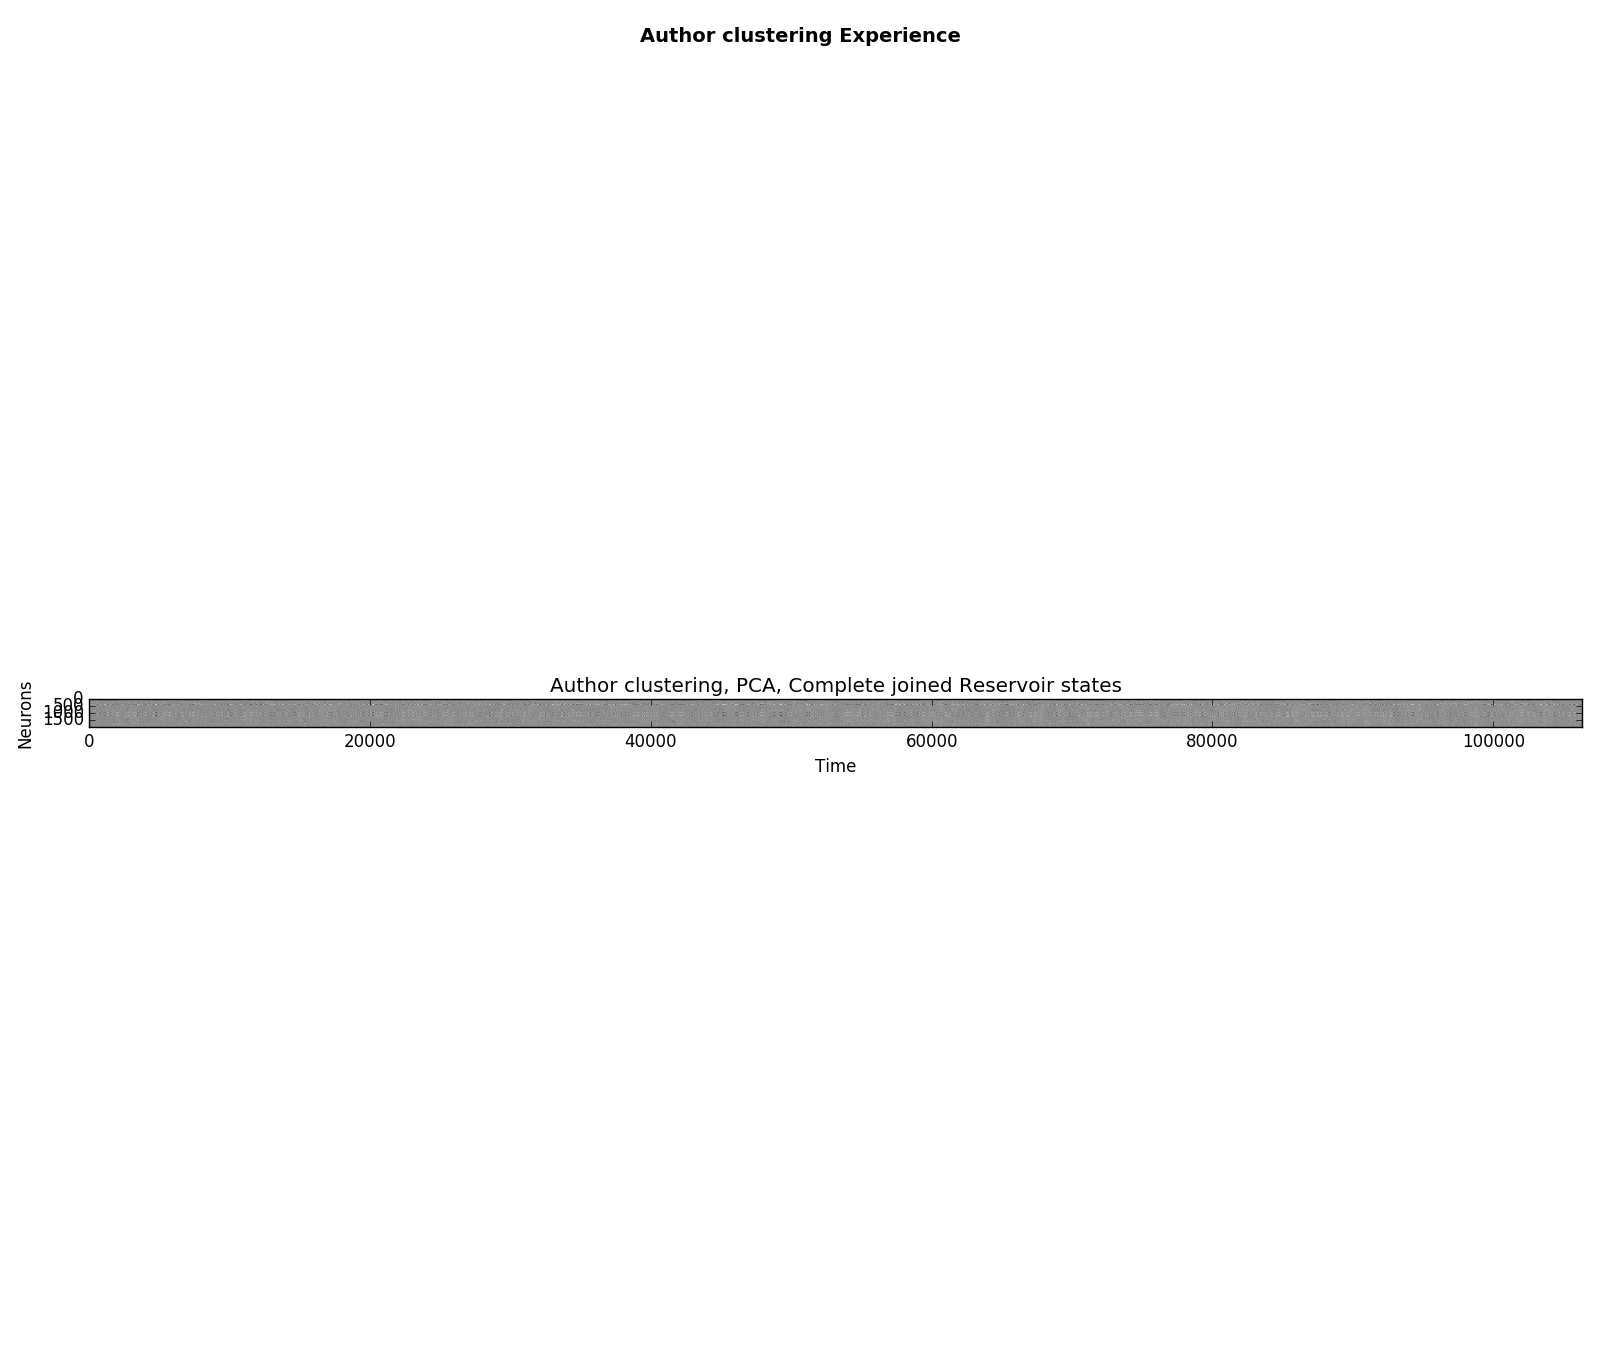 Author clustering Experience
Author clustering, PCA, Complete joined Reservoir states
Neurons
0
500
1000
1500
0 20000 40000 60000 80000 100000
Time